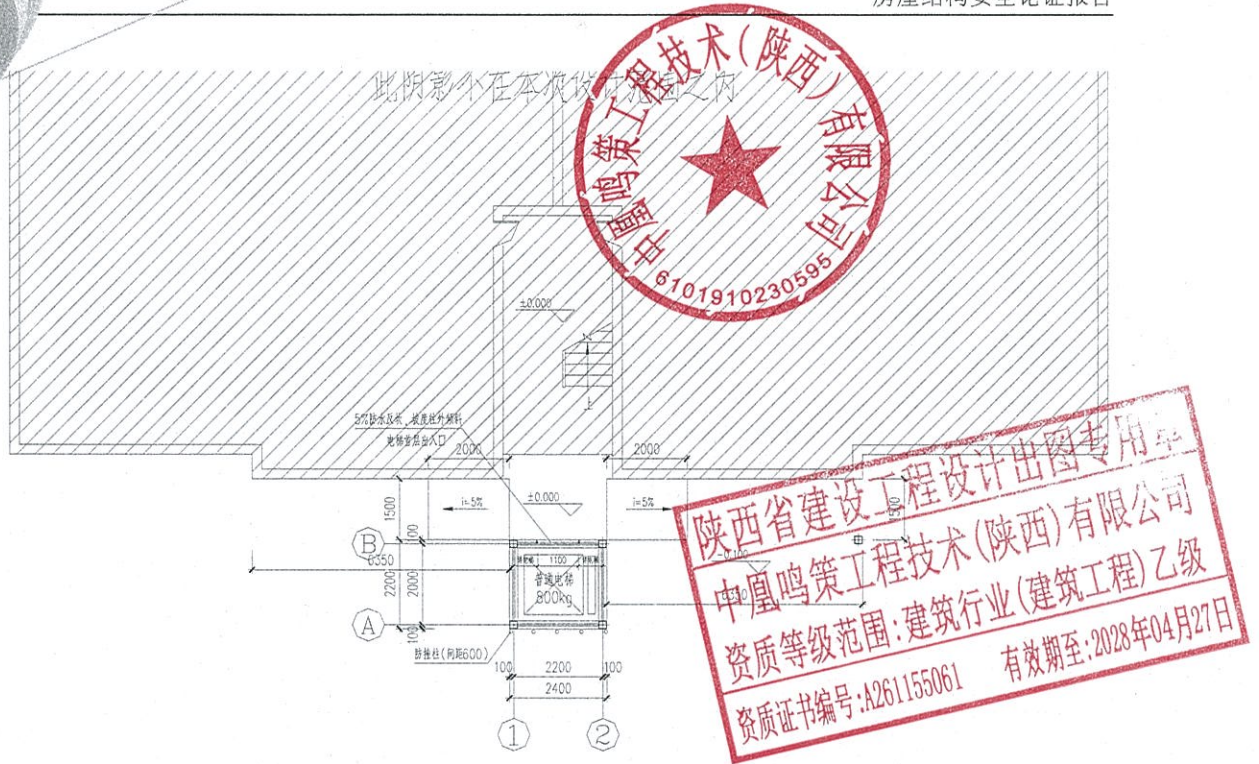 房屋结构安全论证报告
此阴影不在本次设计范围之内
中凰鸣策工程技术(陕西)有限公司
6101910230595
±0.000
上
5%防水反坡，坡度往外倾斜
电梯首层出入口
2000
2000
i=5%
±0.000
i=5%
1500
100
1500
B
6350
-0.100
1100
普通电梯
800kg
2200
2000
6350
A
100
防撞柱(间距600)
100
2200
100
2400
1
2
陕西省建设工程设计出图专用章
中凰鸣策工程技术(陕西)有限公司
资质等级范围:建筑行业(建筑工程)乙级
资质证书编号:A261155061 有效期至:2028年04月27日